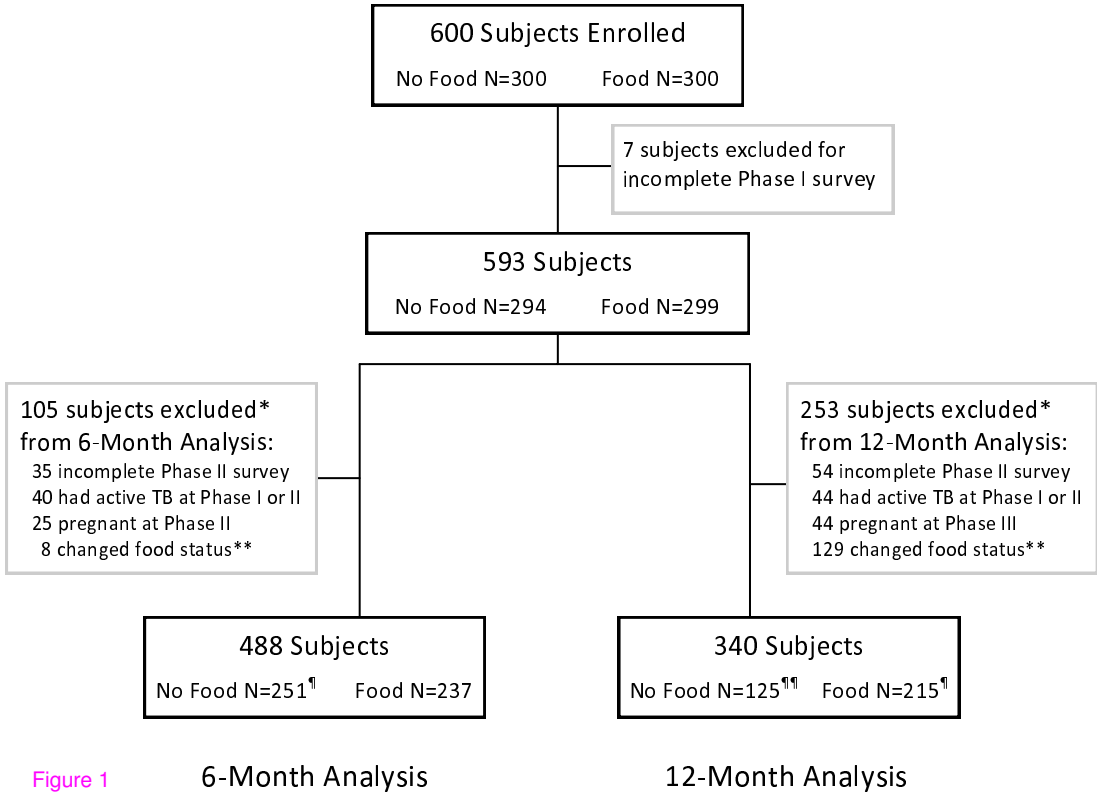 600 Subjects Enrolled
No Food N=300 Food N=300
7 subjects excluded for
incomplete Phase I survey
593 Subjects
No Food N=294 Food N=299
105 subjects excluded*
from 6-Month Analysis:
35 incomplete Phase II survey
40 had active TB at Phase I or II
25 pregnant at Phase II
8 changed food status**
253 subjects excluded*
from 12-Month Analysis:
54 incomplete Phase II survey
44 had active TB at Phase I or II
44 pregnant at Phase III
129 changed food status**
488 Subjects
No Food N=251¶ Food N=237
340 Subjects
No Food N=125¶¶ Food N=215¶
Figure 1
6-Month Analysis
12-Month Analysis